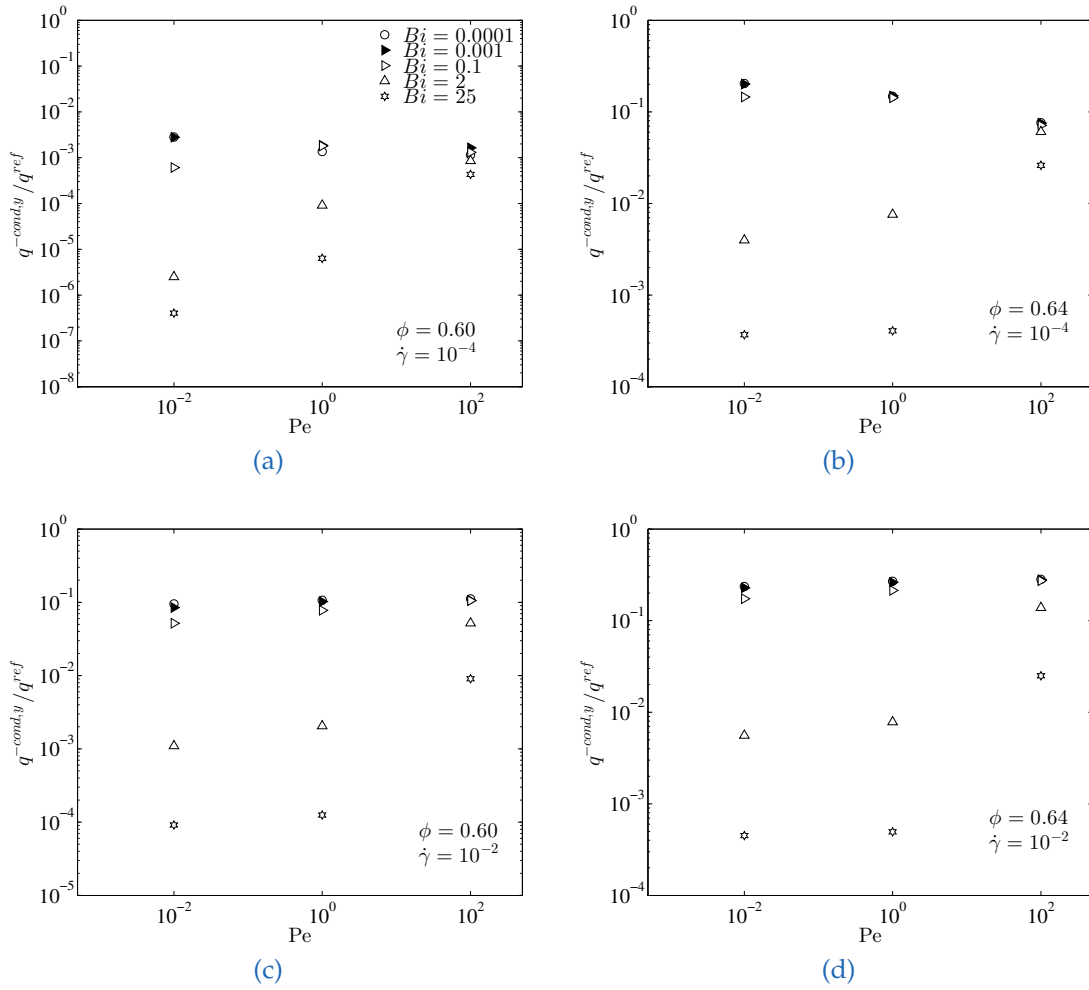 10^0
10^-1
10^-2
10^-3
10^-4
10^-5
10^-6
10^-7
10^-8
q^-cond,y/q^ref
Bi = 0.0001
Bi = 0.001
Bi = 0.1
Bi = 2
Bi = 25
ϕ = 0.60
γ̇ = 10^-4
10^-2 10^0 10^2
Pe
(a)
10^0
10^-1
10^-2
10^-3
10^-4
q^-cond,y/q^ref
ϕ = 0.64
γ̇ = 10^-4
10^-2 10^0 10^2
Pe
(b)
10^0
10^-1
10^-2
10^-3
10^-4
10^-5
q^-cond,y/q^ref
ϕ = 0.60
γ̇ = 10^-2
10^-2 10^0 10^2
Pe
(c)
10^0
10^-1
10^-2
10^-3
10^-4
q^-cond,y/q^ref
ϕ = 0.64
γ̇ = 10^-2
10^-2 10^0 10^2
Pe
(d)